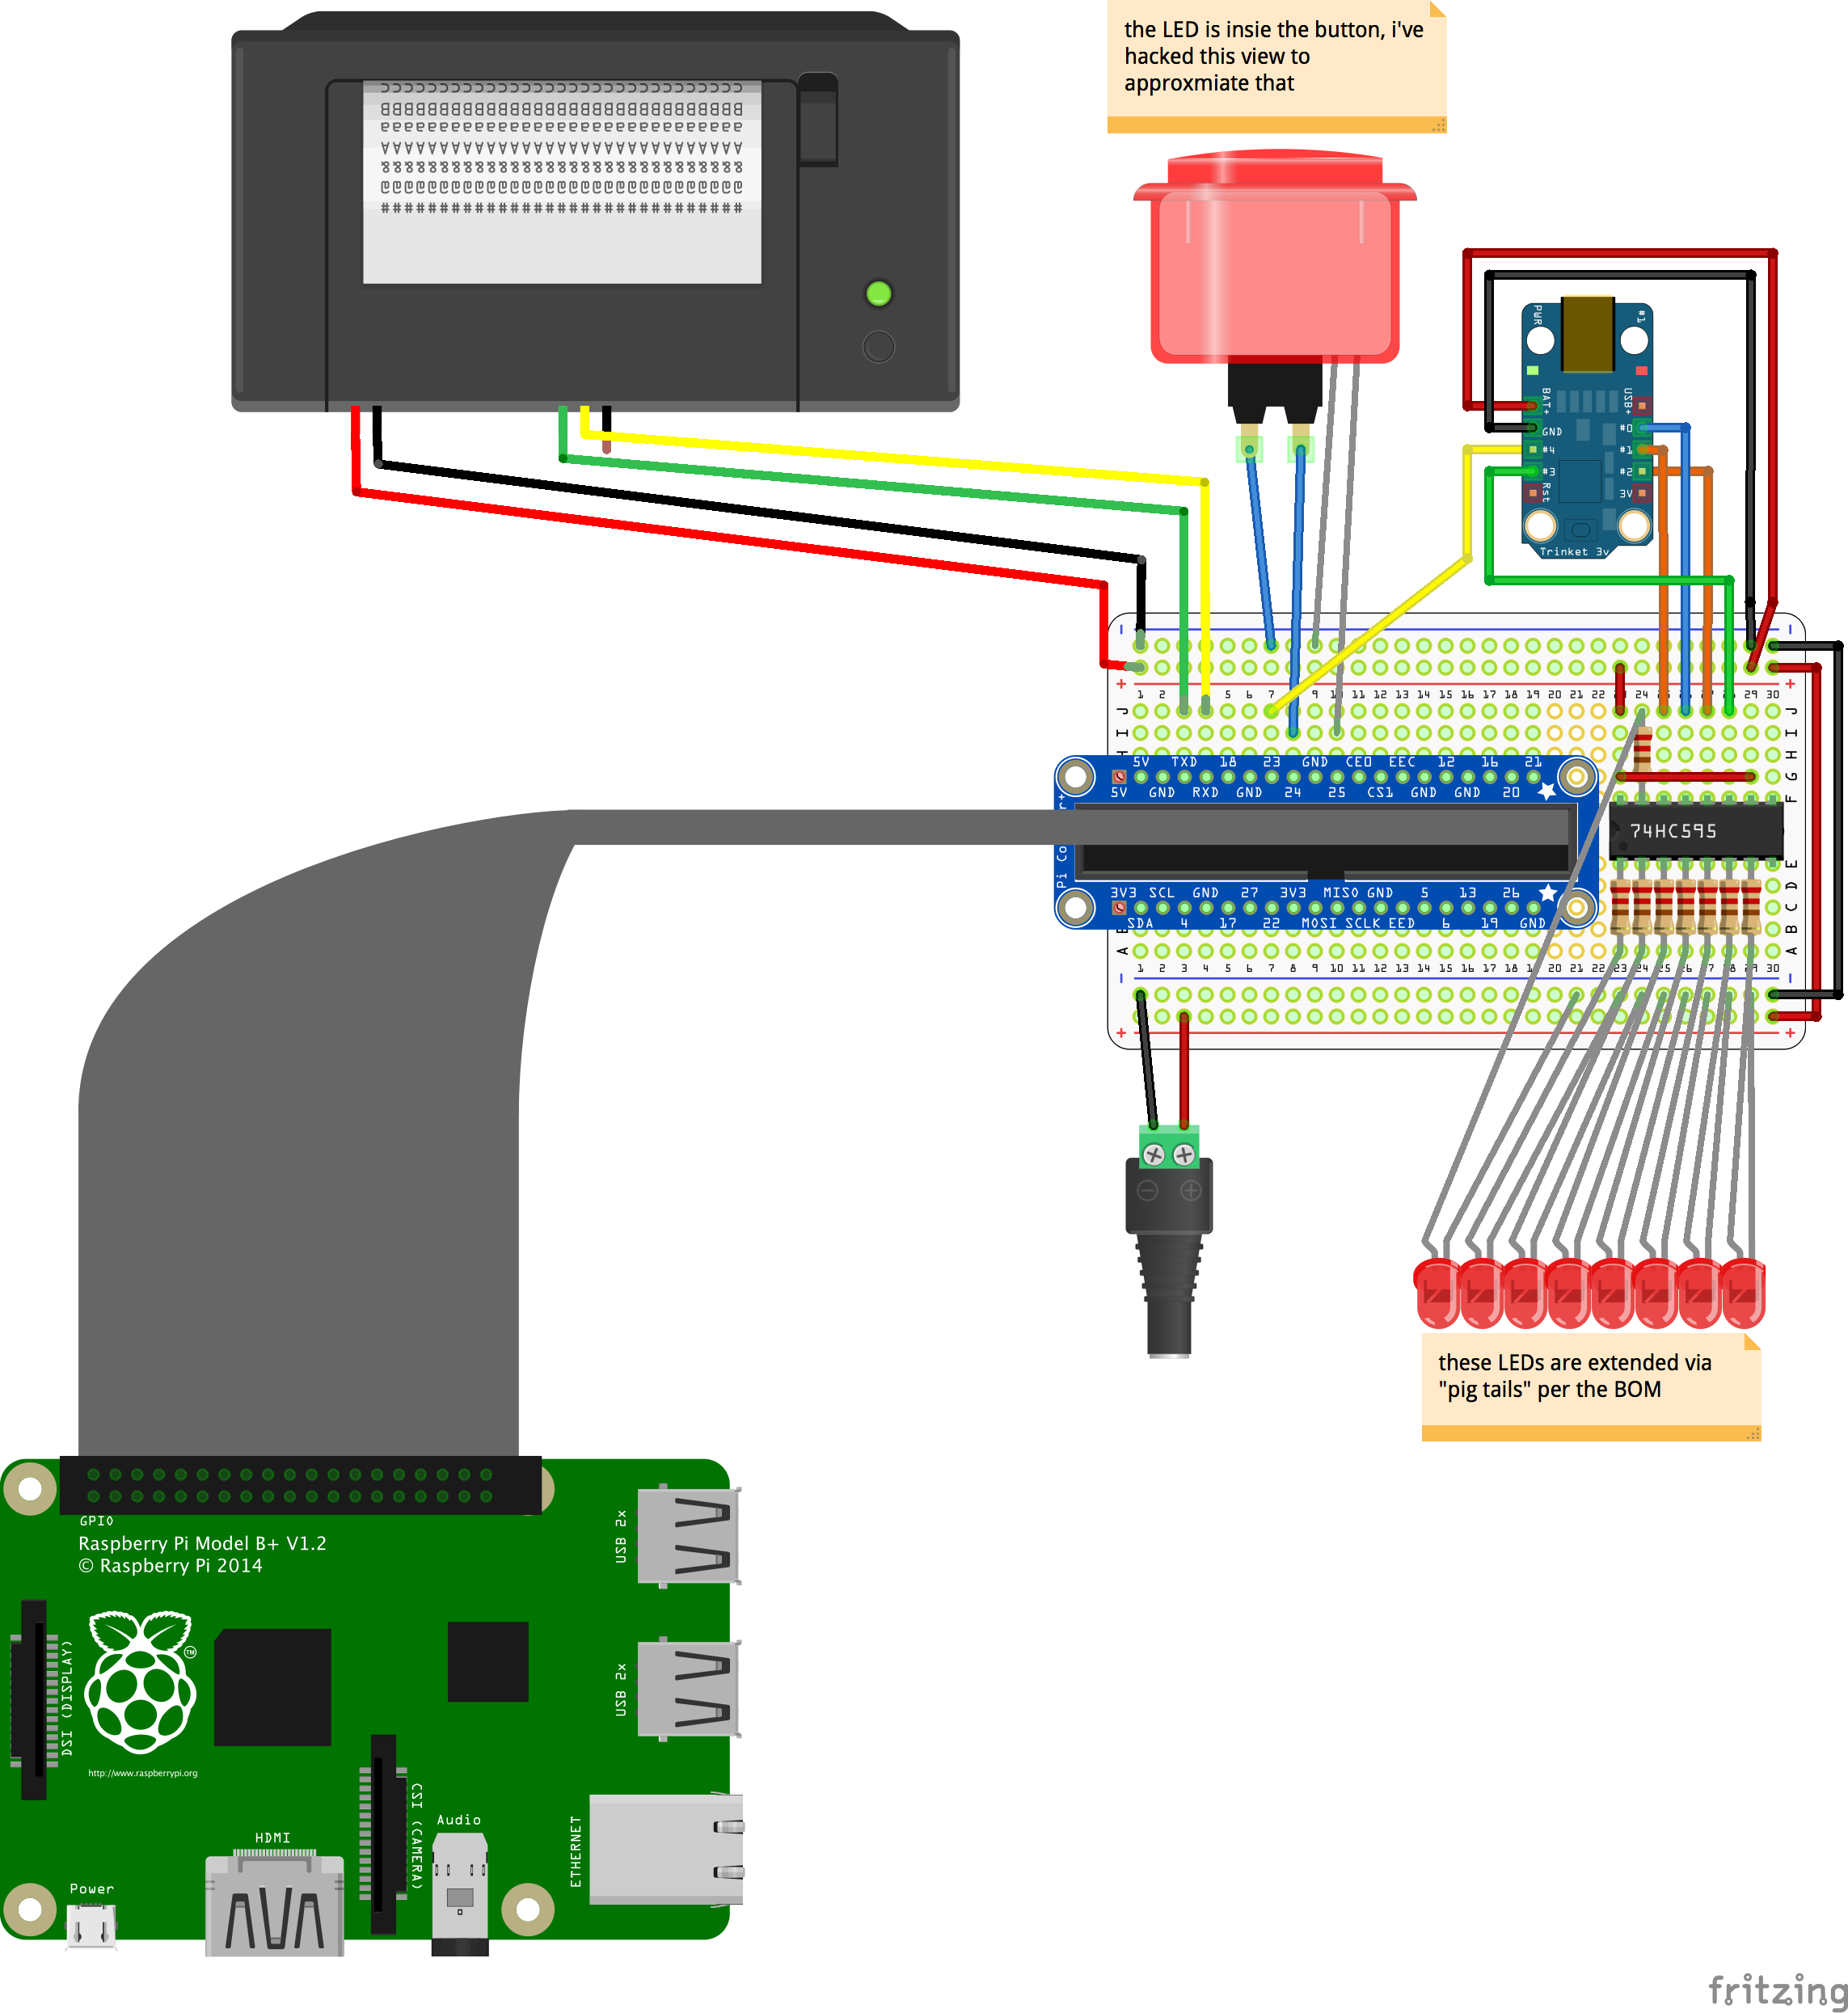 the LED is insie the button, i've
hacked this view to
approxmiate that
PWR
#1
BAT+
USB+
GND
#0
#4
#1
#3
#2
Rst
3V
Trinket 3v
1 2 5 6 7 9 10 11 12 13 14 15 16 17 18 19 20 21 22 24 29 30
J
I
H
G
F
5V TXD 18 23 GND CE0 EEC 12 16 21
5V GND RXD GND 24 25 CS1 GND GND 20
74HC595
3V3 SCL GND 27 3V3 MISO GND 5 13 26
SDA 4 17 22 MOSI SCLK EED 6 19 GND
E
D
C
B
A
1 2 3 4 5 6 7 8 9 10 11 12 13 14 15 16 17 18 19 20 21 22 23 24 25 26 27 28 29 30
these LEDs are extended via
"pig tails" per the BOM
GPIO
Raspberry Pi Model B+ V1.2
© Raspberry Pi 2014
USB 2x
USB 2x
DSI (DISPLAY)
TM
http://www.raspberrypi.org
CSI (CAMERA)
Audio
ETHERNET
HDMI
Power
fritzing